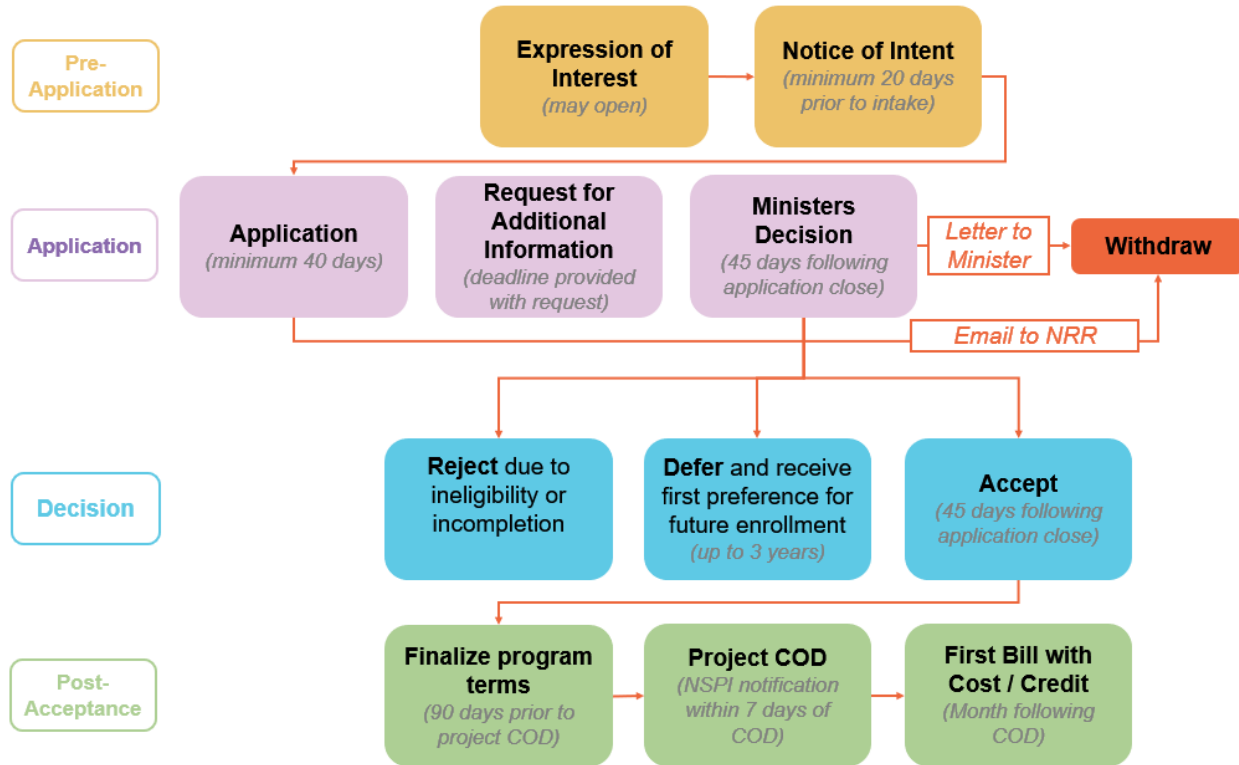 Pre-
Application
Expression of
Interest
(may open)
Notice of Intent
(minimum 20 days
prior to intake)
Application
Application
(minimum 40 days)
Request for
Additional
Information
(deadline provided
with request)
Ministers
Decision
(45 days following
application close)
Letter to
Minister
Withdraw
Email to NRR
Decision
Reject due to
ineligibility or
incompletion
Defer and receive
first preference for
future enrollment
(up to 3 years)
Accept
(45 days following
application close)
Post-
Acceptance
Finalize program
terms
(90 days prior to
project COD)
Project COD
(NSPI notification
within 7 days of
COD)
First Bill with
Cost / Credit
(Month following
COD)